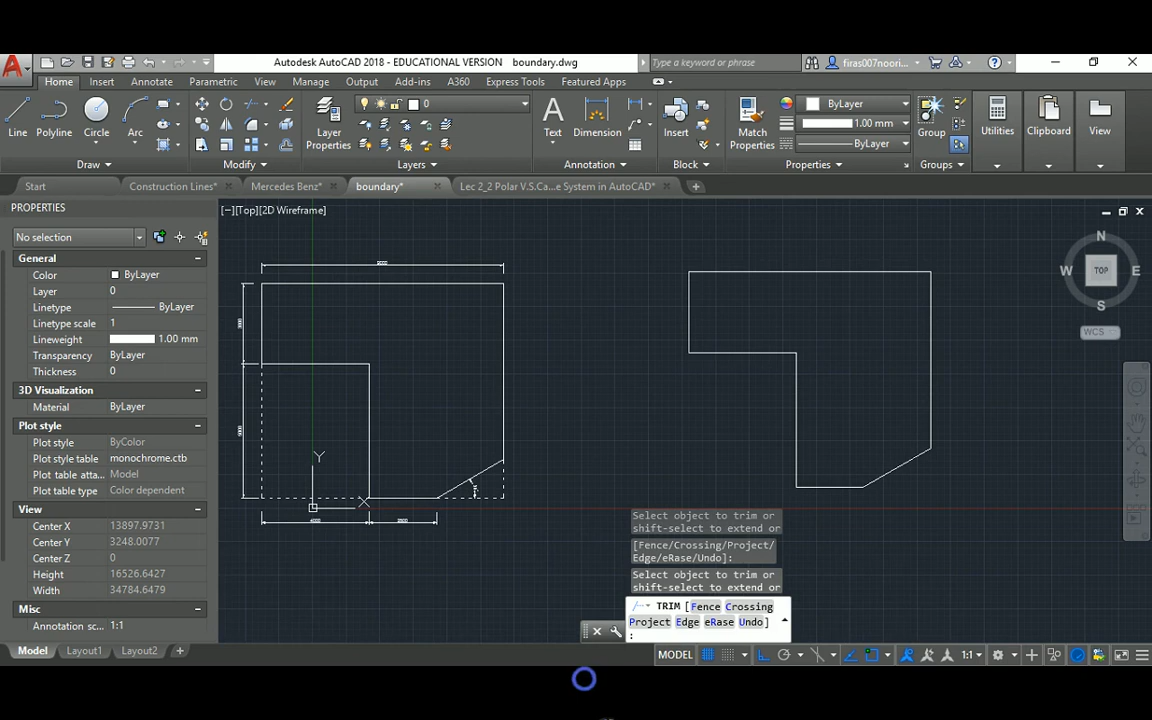 Autodesk AutoCAD 2018 - EDUCATIONAL VERSION boundary.dwg
Type a keyword or phrase
firas007noori...
Home Insert Annotate Parametric View Manage Output Add-ins A360 Express Tools Featured Apps
Line Polyline Circle Arc
Layer
Properties
0
Text Dimension
Insert
Match
Properties
ByLayer
1.00 mm
ByLayer
Group
Utilities Clipboard View
Draw Modify Layers Annotation Block Properties Groups
Start Construction Lines* Mercedes Benz* boundary* Lec 2_2 Polar V.S.Ca...e System in AutoCAD*
PROPERTIES
[−][Top][2D Wireframe]
No selection
General
Color ByLayer
Layer 0
Linetype ByLayer
Linetype scale 1
Lineweight 1.00 mm
Transparency ByLayer
Thickness 0
3D Visualization
Material ByLayer
Plot style
Plot style ByColor
Plot style table monochrome.ctb
Plot table atta... Model
Plot table type Color dependent
View
Center X 13897.9731
Center Y 3248.0077
Center Z 0
Height 16526.6427
Width 34784.6479
Misc
Annotation sc... 1:1
N
W TOP E
S
WCS
Y
X
Select object to trim or
shift-select to extend or
[Fence/Crossing/Project/
Edge/eRase/Undo]:
Select object to trim or
shift-select to extend or
TRIM [Fence Crossing
Project Edge eRase Undo]
:
Model Layout1 Layout2
MODEL 1:1